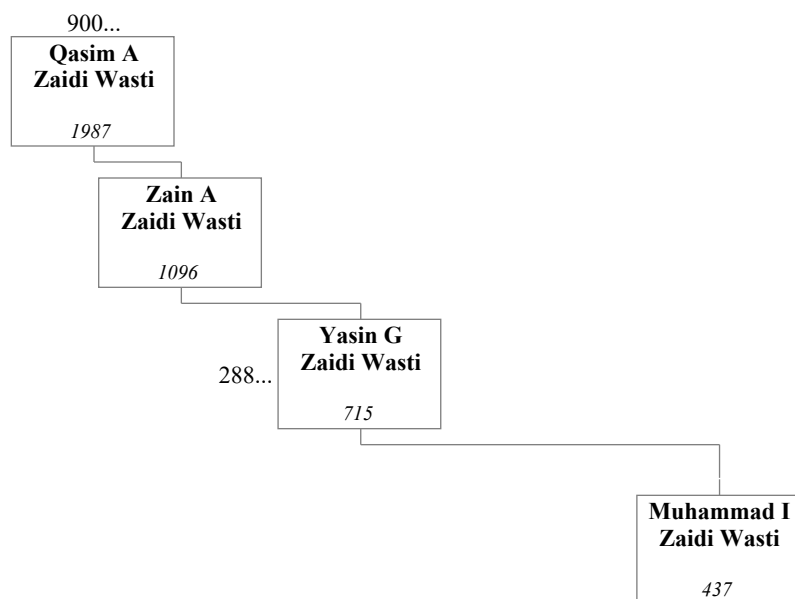 900...
Qasim A
Zaidi Wasti
1987
Zain A
Zaidi Wasti
1096
Yasin G
Zaidi Wasti
288...
715
Muhammad I
Zaidi Wasti
437